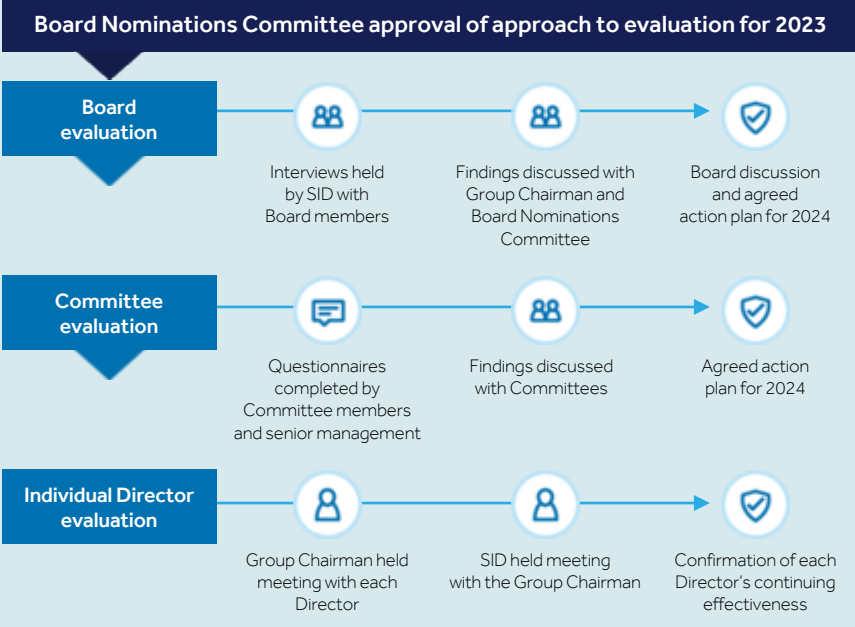 Board Nominations Committee approval of approach to evaluation for 2023
Board
evaluation
Interviews held
by SID with
Board members
Findings discussed with
Group Chairman and
Board Nominations
Committee
Board discussion
and agreed
action plan for 2024
Committee
evaluation
Questionnaires
completed by
Committee members
and senior management
Findings discussed
with Committees
Agreed action
plan for 2024
Individual Director
evaluation
Group Chairman held
meeting with each
Director
SID held meeting
with the Group Chairman
Confirmation of each
Director’s continuing
effectiveness